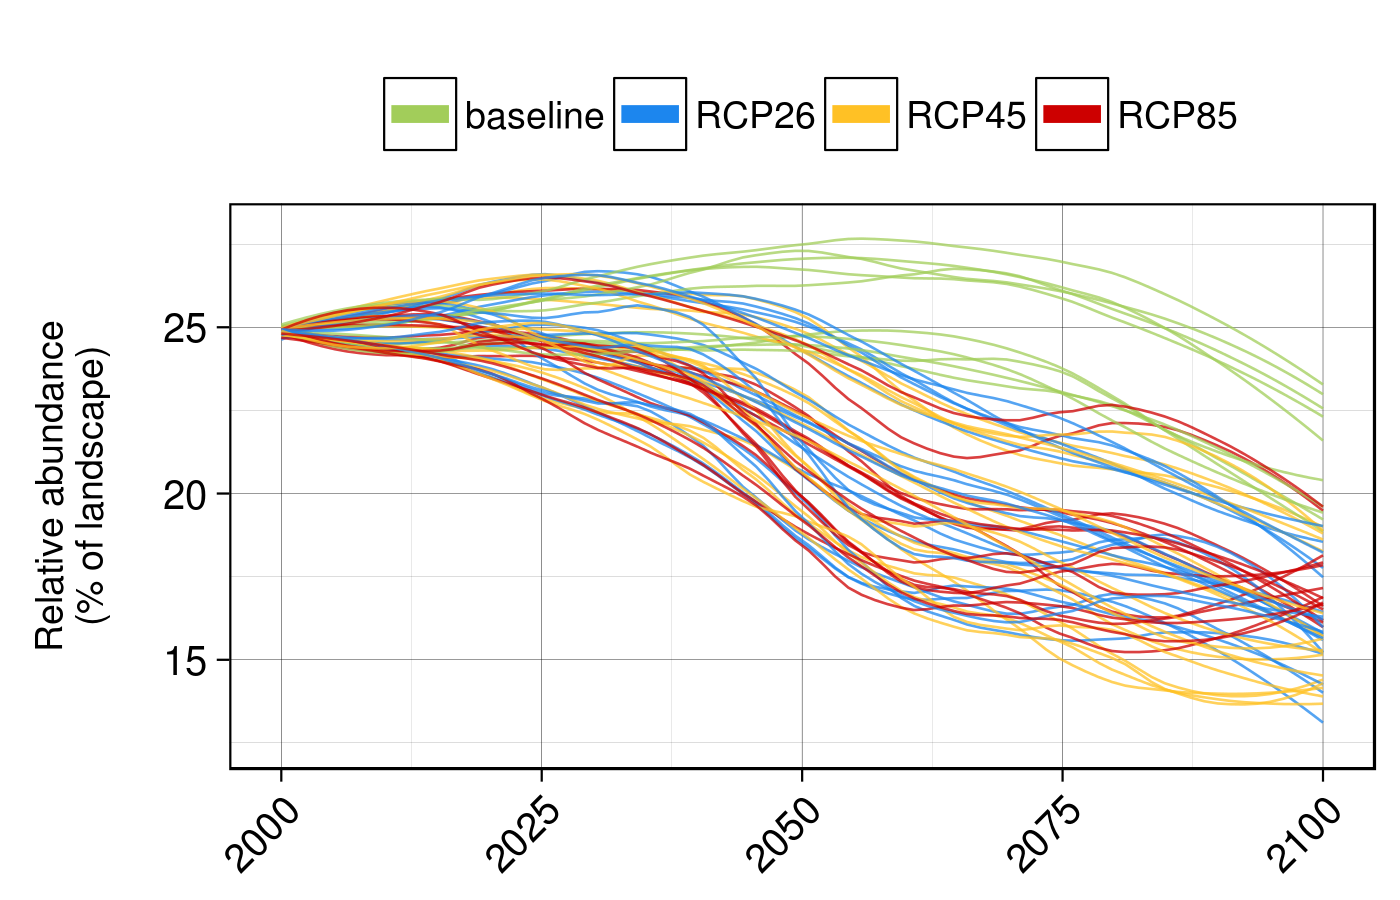 baseline RCP26 RCP45 RCP85
Relative abundance
(% of landscape)
25
20
15
2000 2025 2050 2075 2100